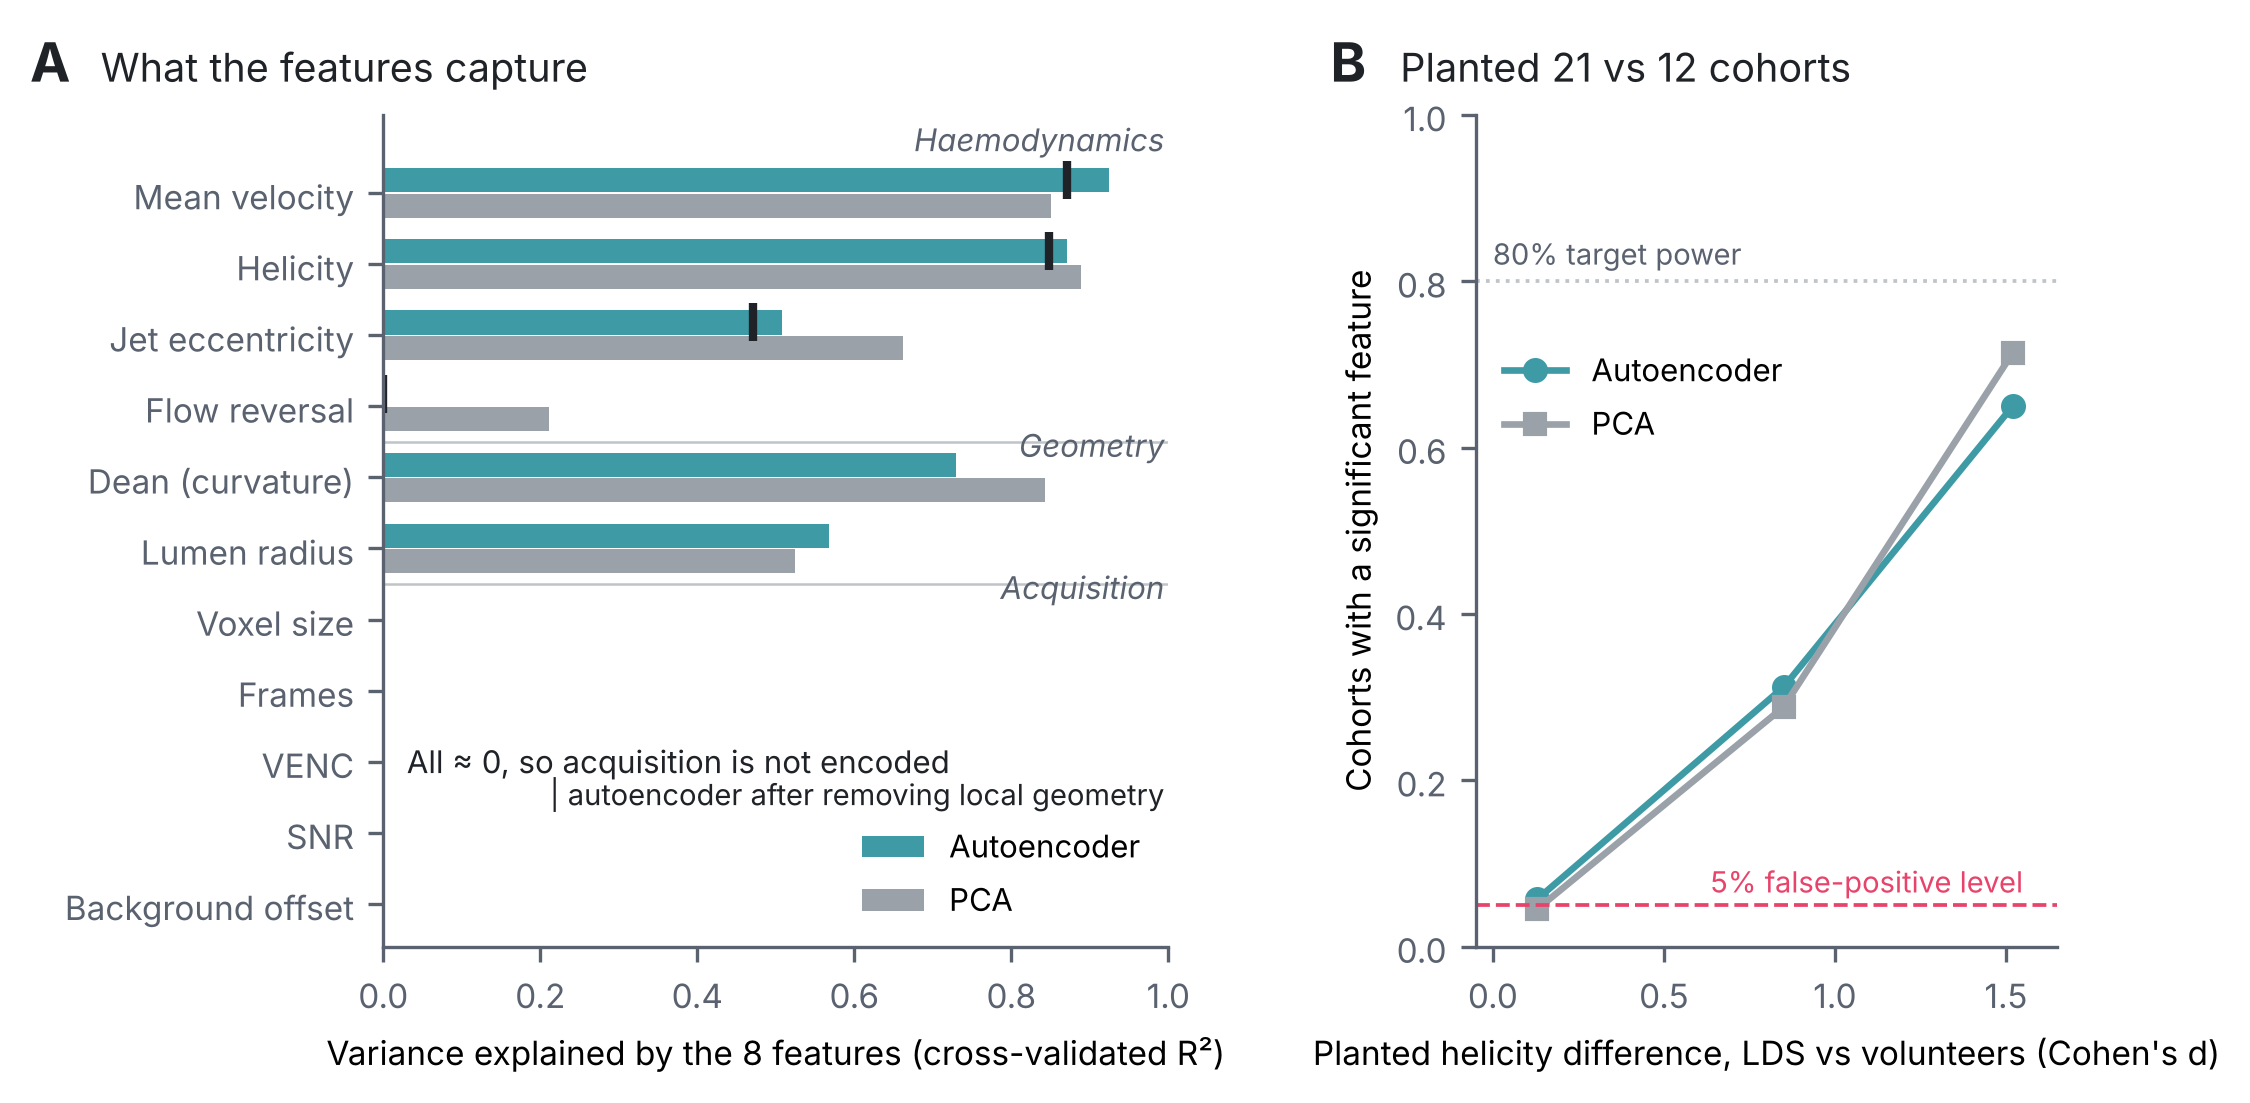 A What the features capture
Haemodynamics
Mean velocity
Helicity
Jet eccentricity
Flow reversal
Geometry
Dean (curvature)
Lumen radius
Acquisition
Voxel size
Frames
VENC
All ≈ 0, so acquisition is not encoded
| autoencoder after removing local geometry
SNR
Autoencoder
PCA
Background offset
0.0 0.2 0.4 0.6 0.8 1.0
Variance explained by the 8 features (cross-validated R²)
B Planted 21 vs 12 cohorts
Cohorts with a significant feature
1.0
80% target power
0.8
Autoencoder
PCA
0.6
0.4
0.2
5% false-positive level
0.0
0.0 0.5 1.0 1.5
Planted helicity difference, LDS vs volunteers (Cohen's d)